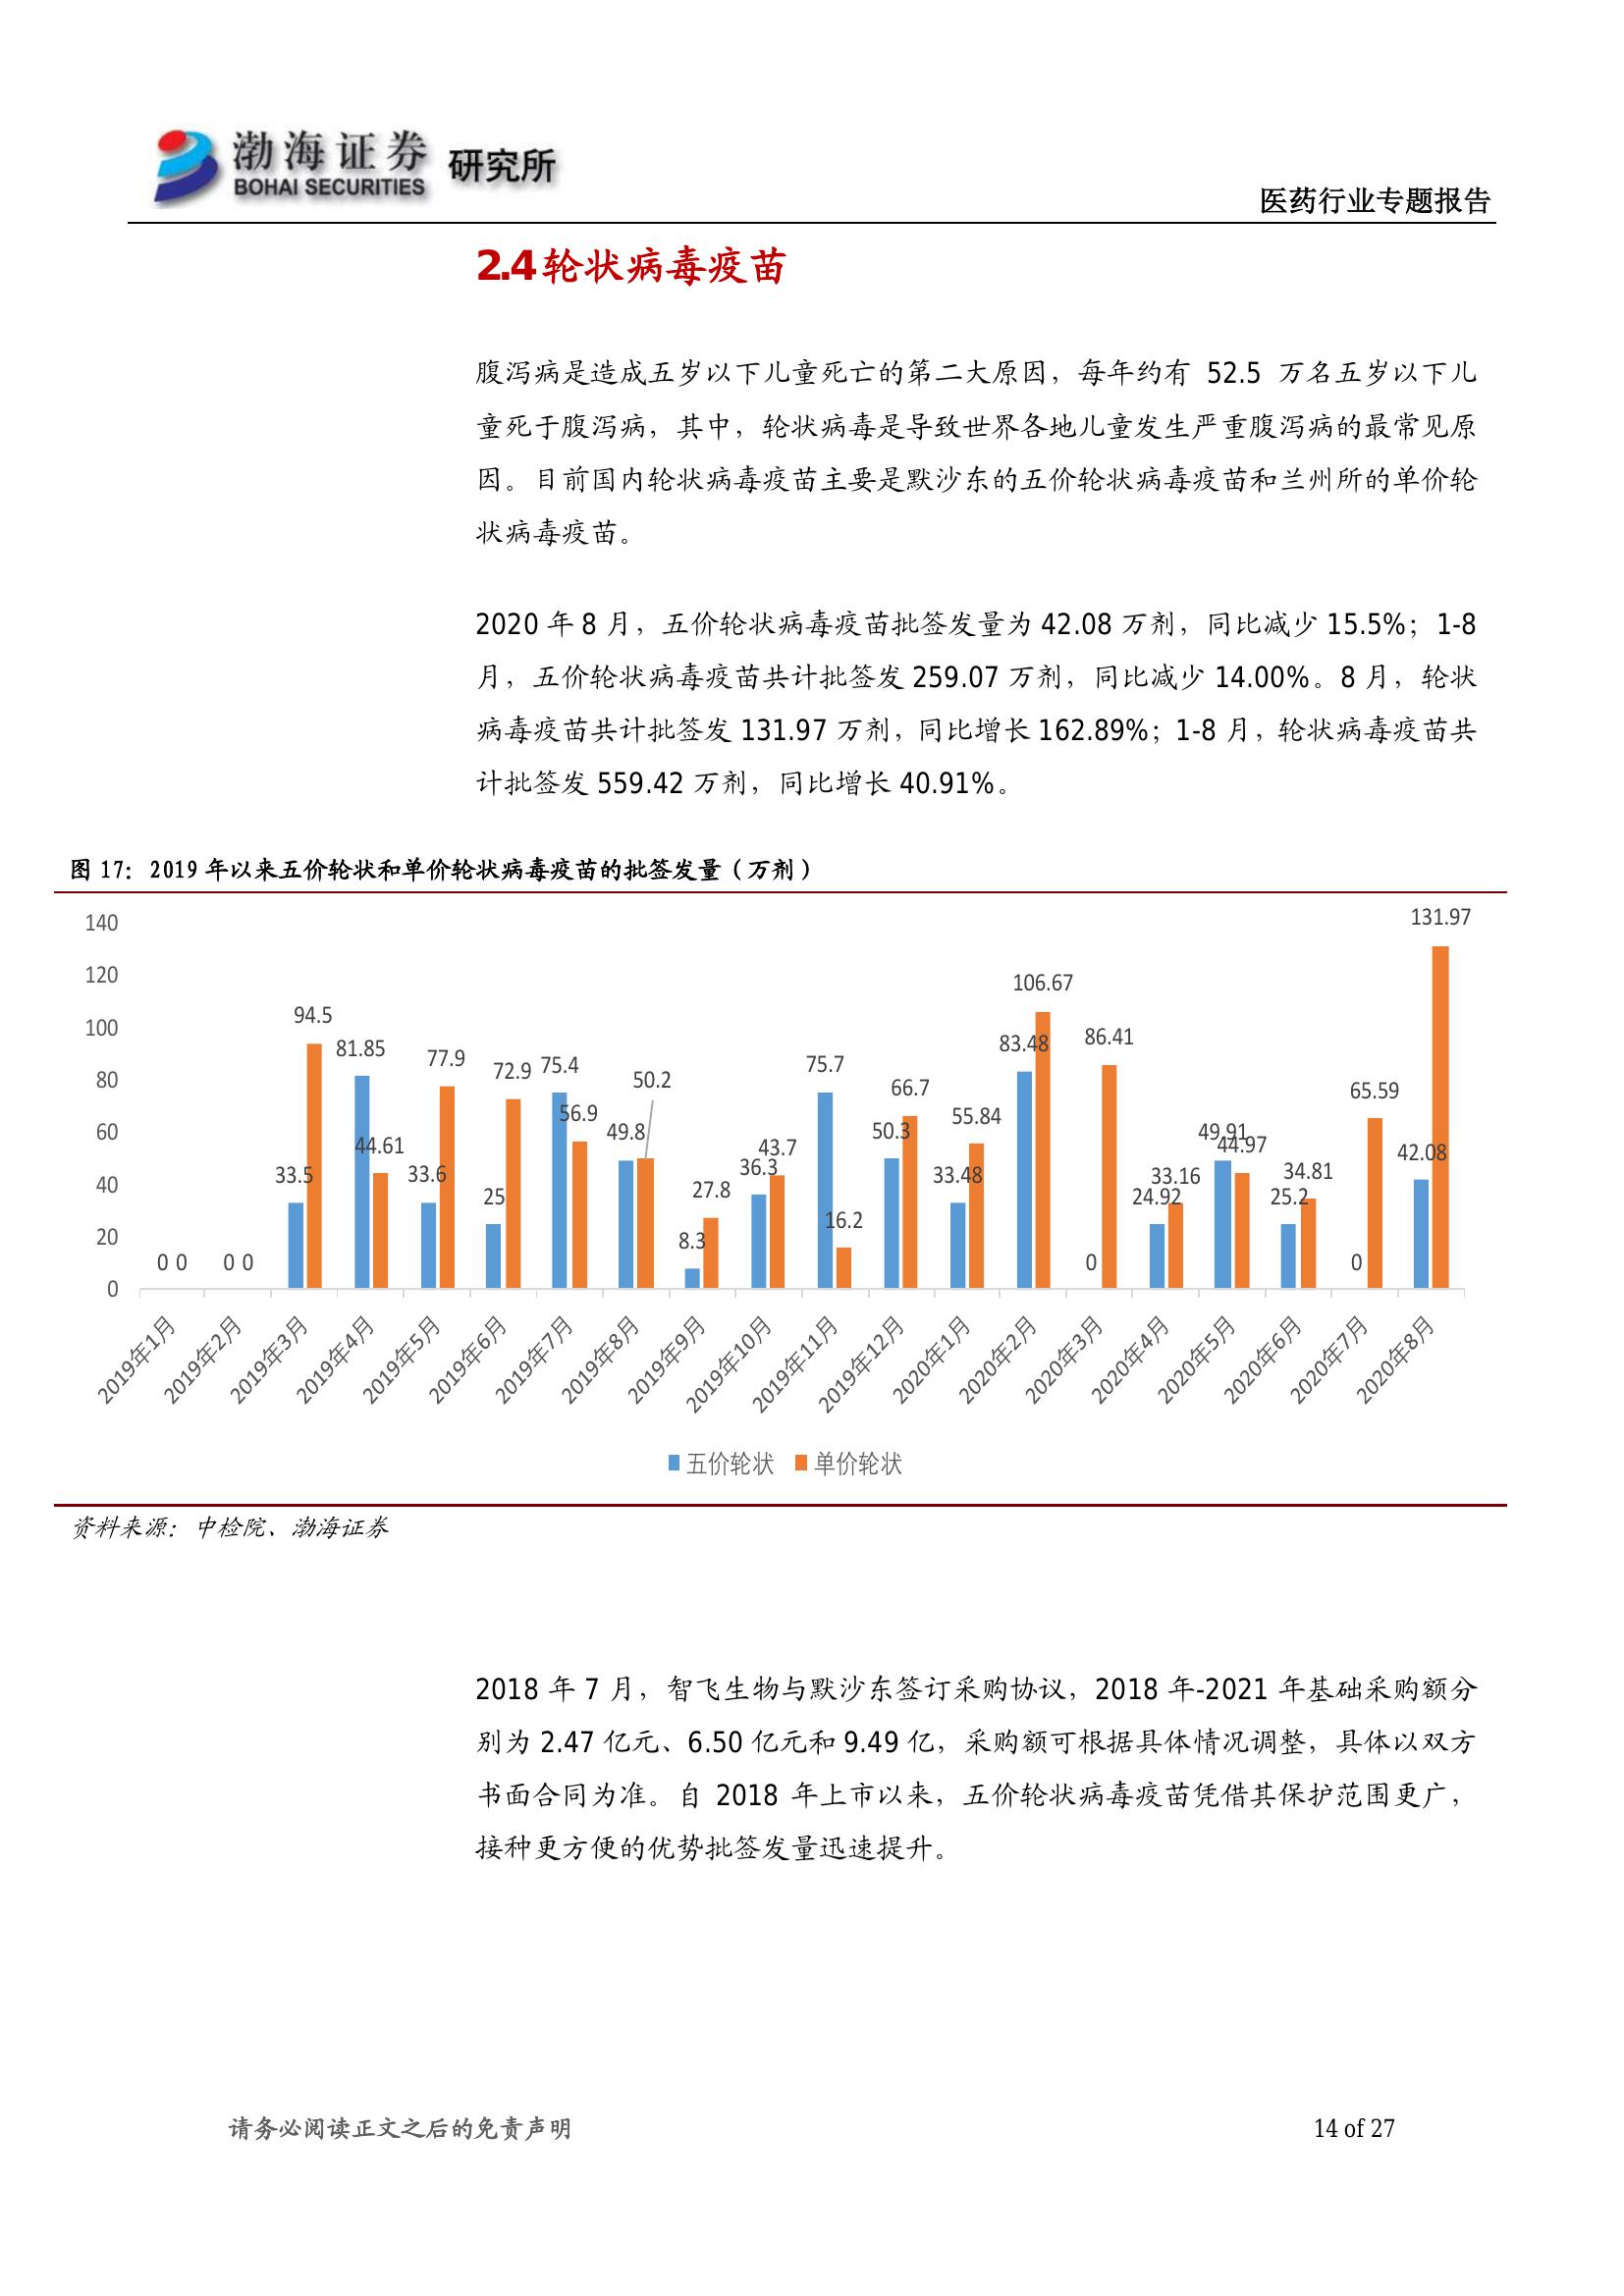 渤海证券 研究所
BOHAI SECURITIES
医药行业专题报告
2.4 轮状病毒疫苗
腹泻病是造成五岁以下儿童死亡的第二大原因，每年约有 52.5 万名五岁以下儿
童死于腹泻病，其中，轮状病毒是导致世界各地儿童发生严重腹泻病的最常见原
因。目前国内轮状病毒疫苗主要是默沙东的五价轮状病毒疫苗和兰州所的单价轮
状病毒疫苗。
2020 年 8 月，五价轮状病毒疫苗批签发量为 42.08 万剂，同比减少 15.5%；1-8
月，五价轮状病毒疫苗共计批签发 259.07 万剂，同比减少 14.00%。8 月，轮状
病毒疫苗共计批签发 131.97 万剂，同比增长 162.89%；1-8 月，轮状病毒疫苗共
计批签发 559.42 万剂，同比增长 40.91%。
图 17：2019 年以来五价轮状和单价轮状病毒疫苗的批签发量（万剂）
140
120
100
80
60
40
20
0
0 0
0 0
33.5 94.5
81.85 44.61
33.6 77.9
25 72.9
75.4 56.9
49.8 50.2
8.3 27.8
36.3 43.7
75.7 16.2
50.3 66.7
33.48 55.84
83.48 106.67
0 86.41
24.92 33.16
49.91 44.97
25.2 34.81
0 65.59
42.08 131.97
2019年1月
2019年2月
2019年3月
2019年4月
2019年5月
2019年6月
2019年7月
2019年8月
2019年9月
2019年10月
2019年11月
2019年12月
2020年1月
2020年2月
2020年3月
2020年4月
2020年5月
2020年6月
2020年7月
2020年8月
五价轮状 单价轮状
资料来源：中检院、渤海证券
2018 年 7 月，智飞生物与默沙东签订采购协议，2018 年-2021 年基础采购额分
别为 2.47 亿元、6.50 亿元和 9.49 亿，采购额可根据具体情况调整，具体以双方
书面合同为准。自 2018 年上市以来，五价轮状病毒疫苗凭借其保护范围更广，
接种更方便的优势批签发量迅速提升。
请务必阅读正文之后的免责声明
14 of 27